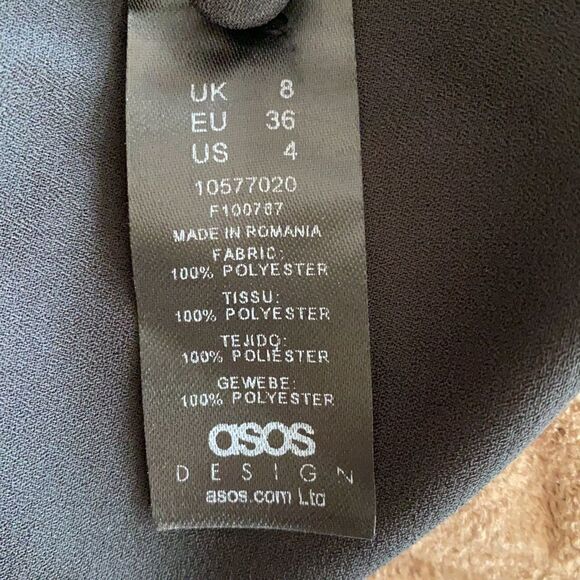 UK 8
EU 36
US 4
10577020
F100787
MADE IN ROMANIA
FABRIC:
100% POLYESTER
TISSU:
100% POLYESTER
TEJIDO:
100% POLIÉSTER
GEWEBE:
100% POLYESTER
asos
DESIGN
asos.com Ltd